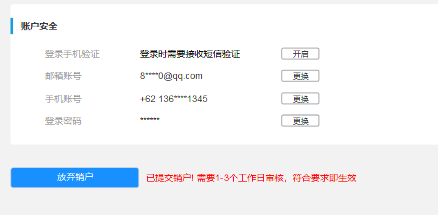 账户安全
登录手机验证 登录时需要接收短信验证 开启
邮箱账号 8****0@qq.com 更换
手机账号 +62 136****1345 更换
登录密码 ****** 更换
放弃销户 已提交销户! 需要1-3个工作日审核，符合要求即生效